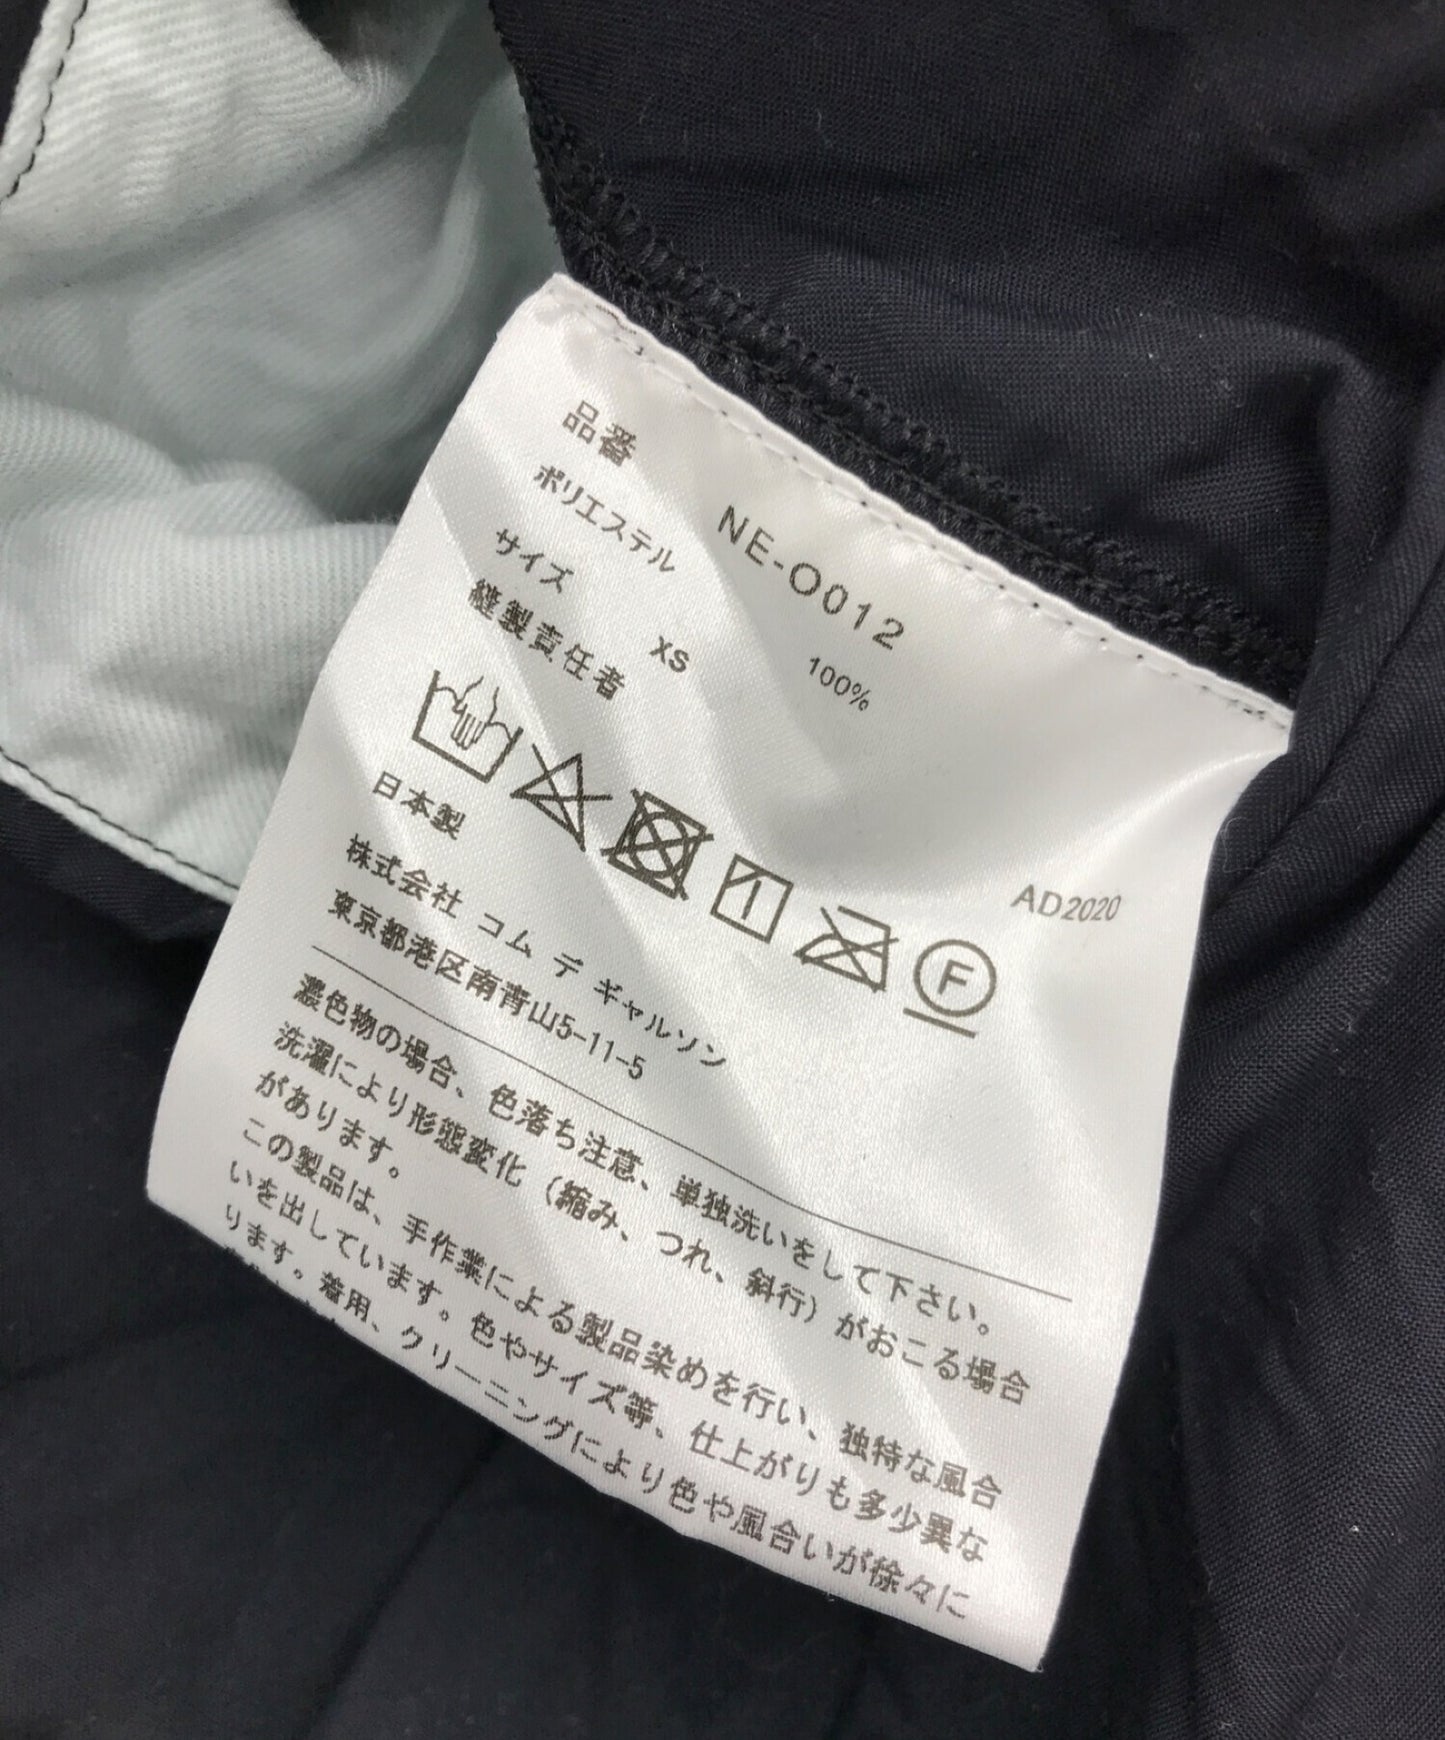 品番 NE-O012
ポリエステル 100%
サイズ XS
縫製責任者
F
日本製 AD2020
株式会社 コム デ ギャルソン
東京都港区南青山5-11-5
濃色物の場合、色落ち注意、単独洗いをして下さい。
洗濯により形態変化（縮み、つれ、斜行）がおこる場合
があります。
この製品は、手作業による製品染めを行い、独特な風合
いを出しています。色やサイズ等、仕上がりも多少異な
ります。着用、クリーニングにより色や風合いが徐々に